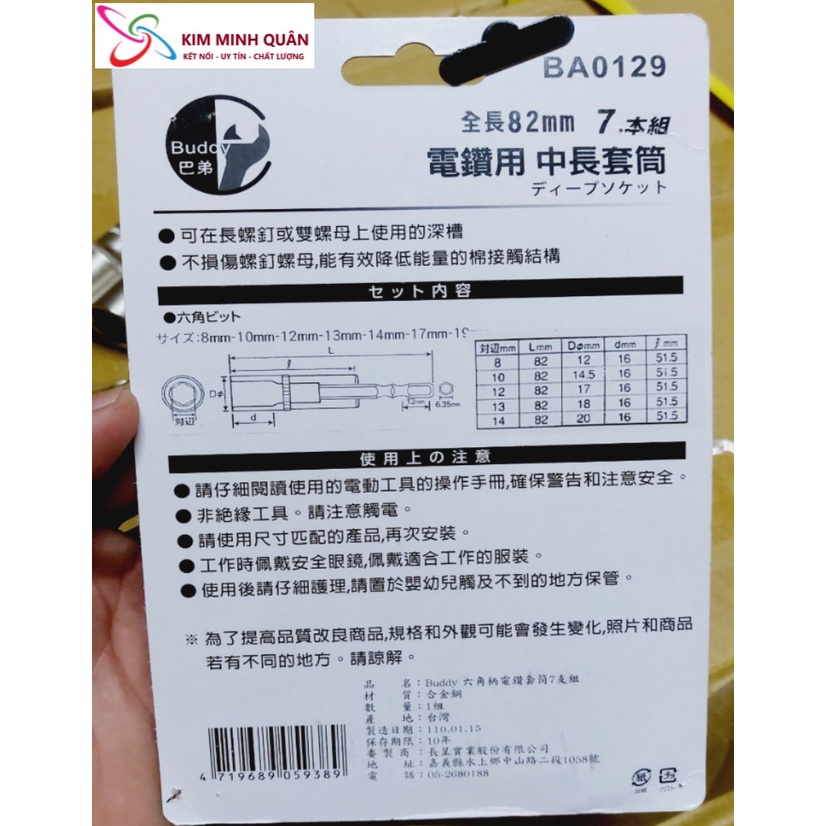 KIM MINH QUÂN
KẾT NỐI - UY TÍN - CHẤT LƯỢNG
BA0129
全長82mm 7.本組
電鑽用 中長套筒
ディープソケット
Buddy
巴弟
●可在長螺釘或雙螺母上使用的深槽
●不損傷螺釘螺母,能有效降低能量的棉接觸結構
セット内容
●六角ビット
サイズ:8mm-10mm-12mm-13mm-14mm-17mm-19
L
l
Dφ
d
対辺
13mm
6.35mm
対辺mm Lmm Dømm dmm l mm
8 82 12 16 51.5
10 82 14.5 16 51.5
12 82 17 16 51.5
13 82 18 16 51.5
14 82 20 16 51.5
使用上の注意
●請仔細閱讀使用的電動工具的操作手冊,確保警告和注意安全。
●非絶緣工具。請注意觸電。
●請使用尺寸匹配的產品,再次安裝。
●工作時佩戴安全眼鏡,佩戴適合工作的服裝。
●使用後請仔細護理,請置於嬰幼兒觸及不到的地方保管。
※為了提高品質改良商品,規格和外觀可能會發生變化,照片和商品
若有不同的地方。請諒解。
品名:Buddy 六角柄電鑽套筒7支組
材質:合金鋼
數量:1組
產地:台灣
製造日期:110.01.15
保存期限:10年
委製商:長呈實業股份有限公司
地址:嘉義縣水上鄉中山路二段1058號
電話:05-2680188
4 719689 059389
紙
プラ